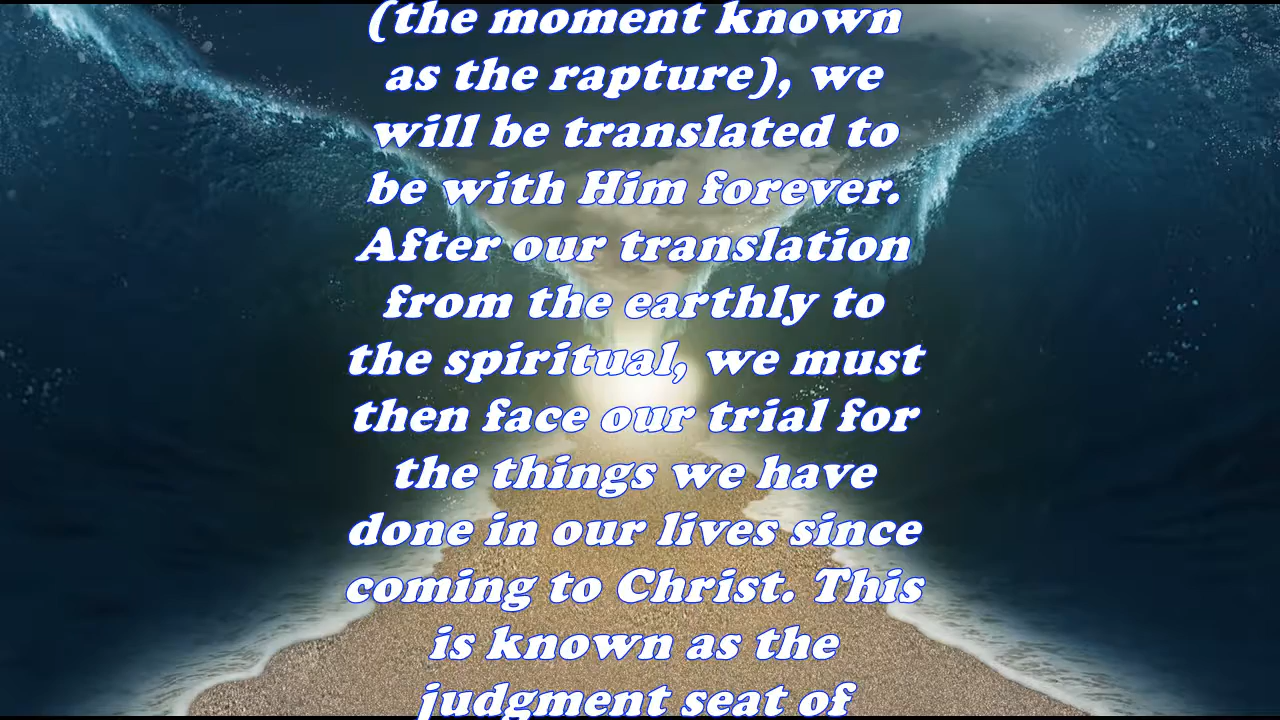 (the moment known
as the rapture), we
will be translated to
be with Him forever.
After our translation
from the earthly to
the spiritual, we must
then face our trial for
the things we have
done in our lives since
coming to Christ. This
is known as the
judgment seat of